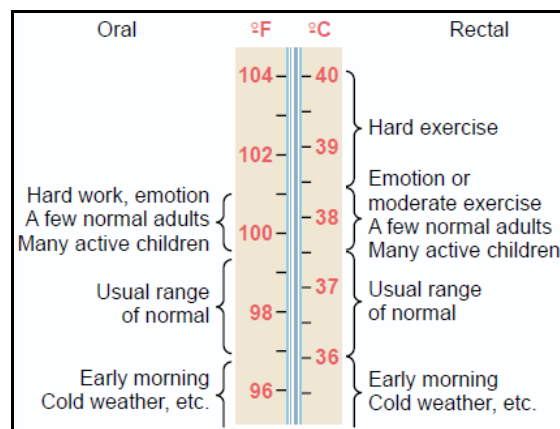 Oral ºF ºC Rectal
104 40
Hard exercise
39
102
Hard work, emotion
A few normal adults
Many active children
Emotion or
moderate exercise
A few normal adults
Many active children
38
100
Usual range
of normal
37
Usual range
of normal
98
36
Early morning
Cold weather, etc.
96
Early morning
Cold weather, etc.